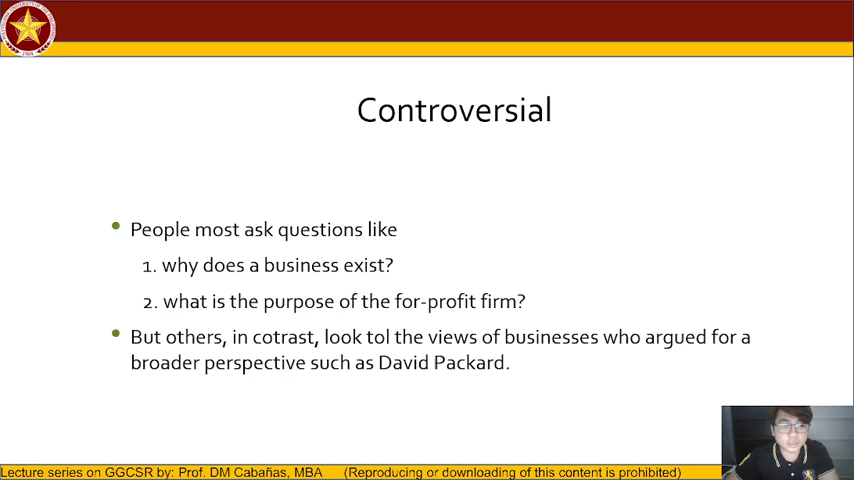 Controversial
People most ask questions like
1. why does a business exist?
2. what is the purpose of the for-profit firm?
But others, in cotrast, look tol the views of businesses who argued for a
broader perspective such as David Packard.
Lecture series on GGCSR by: Prof. DM Cabañas, MBA (Reproducing or downloading of this content is prohibited)